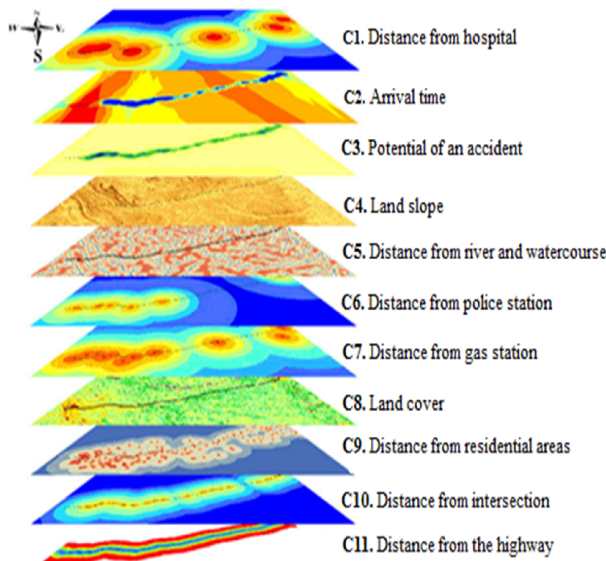 N
W
S
C1. Distance from hospital
C2. Arrival time
C3. Potential of an accident
C4. Land slope
C5. Distance from river and watercourse
C6. Distance from police station
C7. Distance from gas station
C8. Land cover
C9. Distance from residential areas
C10. Distance from intersection
C11. Distance from the highway